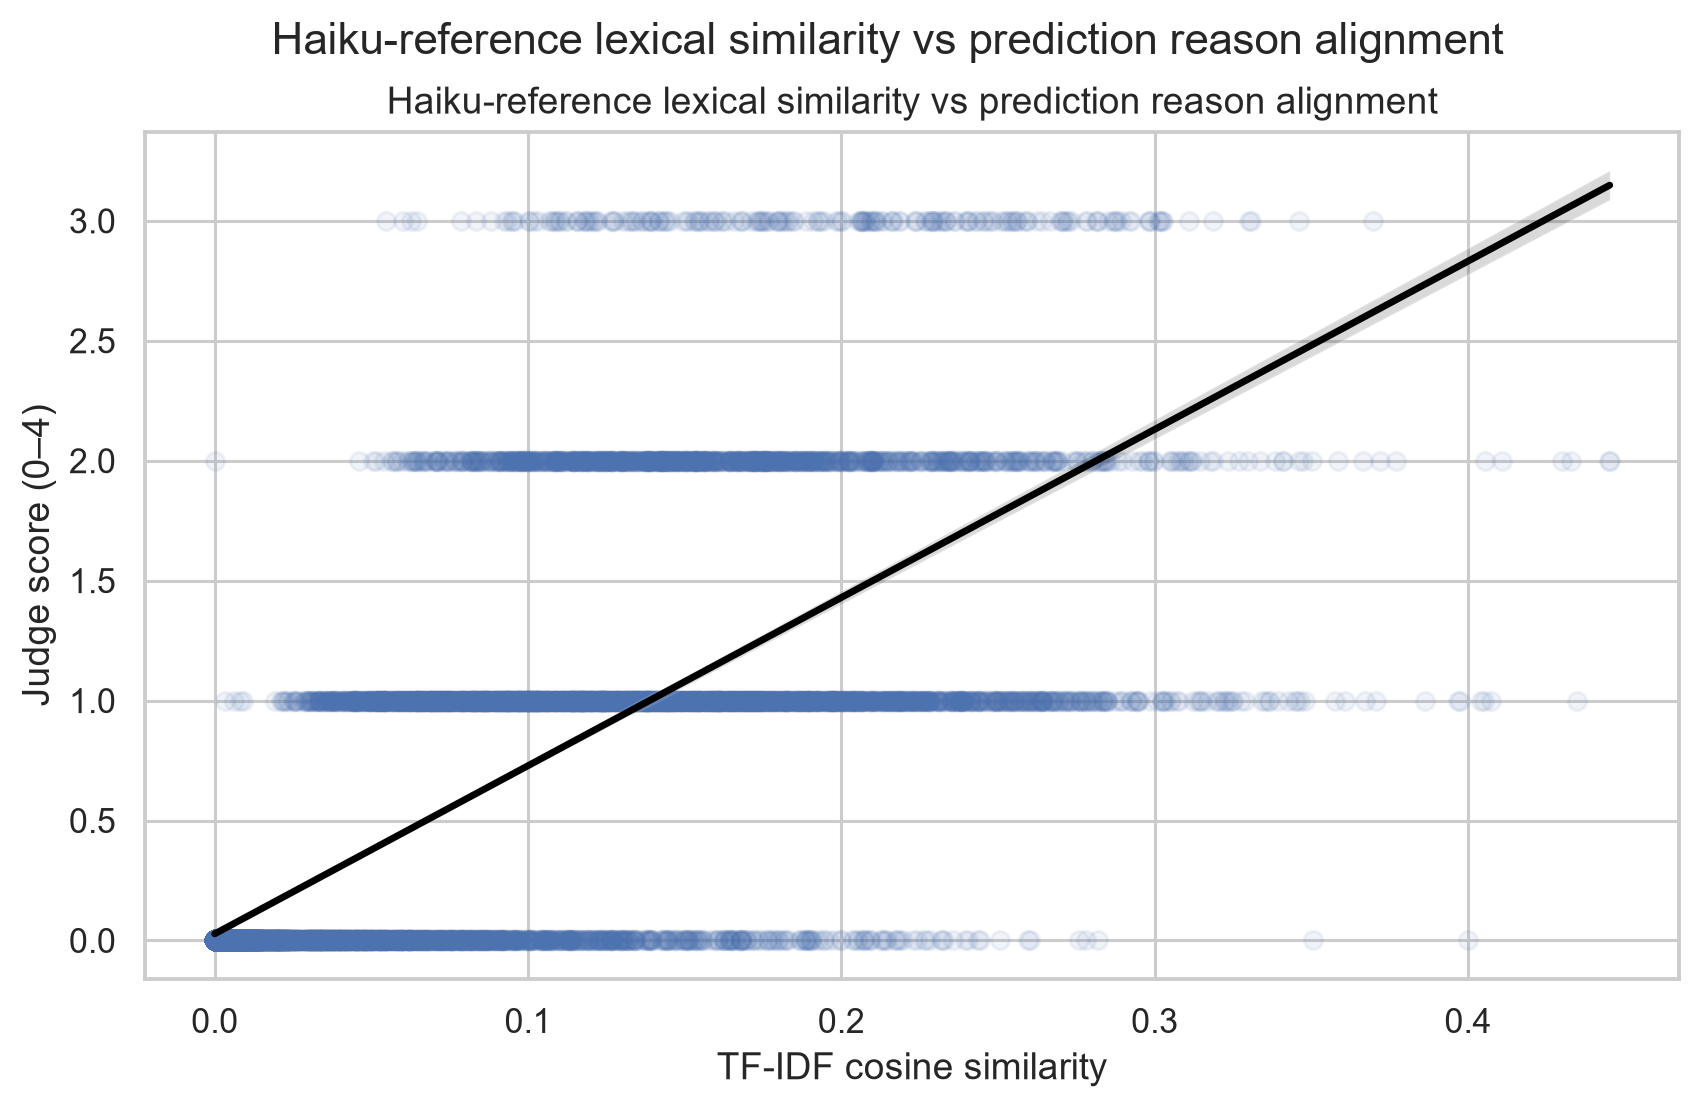 Haiku-reference lexical similarity vs prediction reason alignment
Haiku-reference lexical similarity vs prediction reason alignment
Judge score (0–4)
3.0
2.5
2.0
1.5
1.0
0.5
0.0
0.0 0.1 0.2 0.3 0.4
TF-IDF cosine similarity